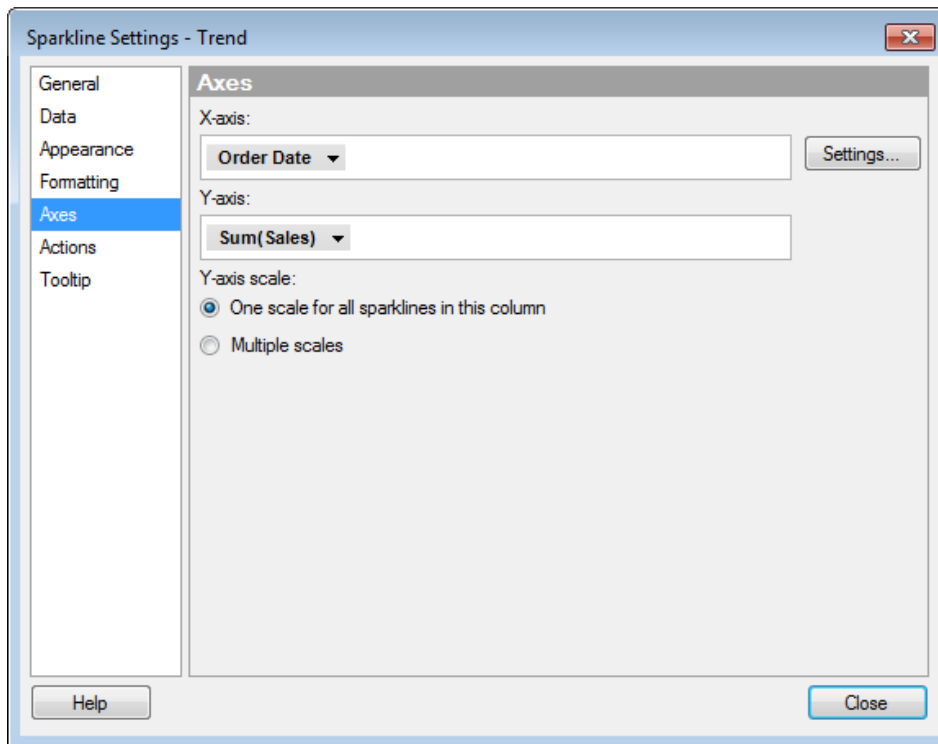 Sparkline Settings - Trend
General
Data
Appearance
Formatting
Axes
Actions
Tooltip
Axes
X-axis:
Order Date
Settings...
Y-axis:
Sum(Sales)
Y-axis scale:
One scale for all sparklines in this column
Multiple scales
Help
Close